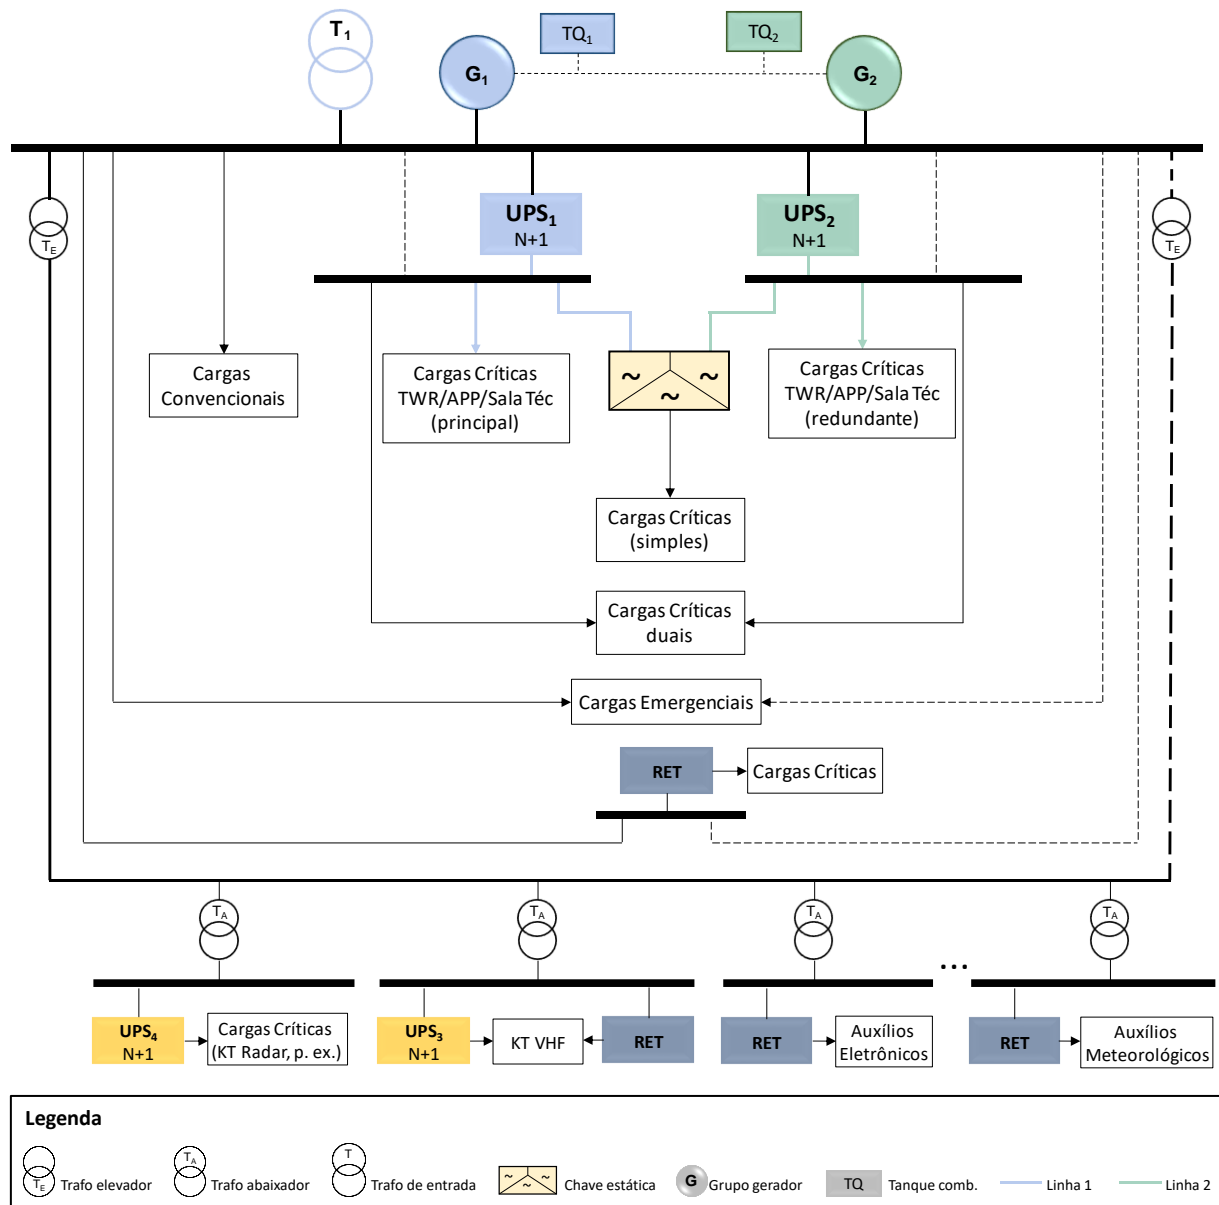 T1
TQ1
TQ2
G1
G2
UPS1
N+1
UPS2
N+1
TE
TE
Cargas
Convencionais
Cargas Críticas
TWR/APP/Sala Téc
(principal)
~ ~
~
Cargas Críticas
TWR/APP/Sala Téc
(redundante)
Cargas Críticas
(simples)
Cargas Críticas
duais
Cargas Emergenciais
RET
Cargas Críticas
TA
TA
TA
TA
...
UPS4
N+1
Cargas Críticas
(KT Radar, p. ex.)
UPS3
N+1
KT VHF
RET
RET
Auxílios
Eletrônicos
RET
Auxílios
Meteorológicos
Legenda
TE Trafo elevador
TA Trafo abaixador
T Trafo de entrada
~ ~ ~ Chave estática
G Grupo gerador
TQ Tanque comb.
Linha 1
Linha 2